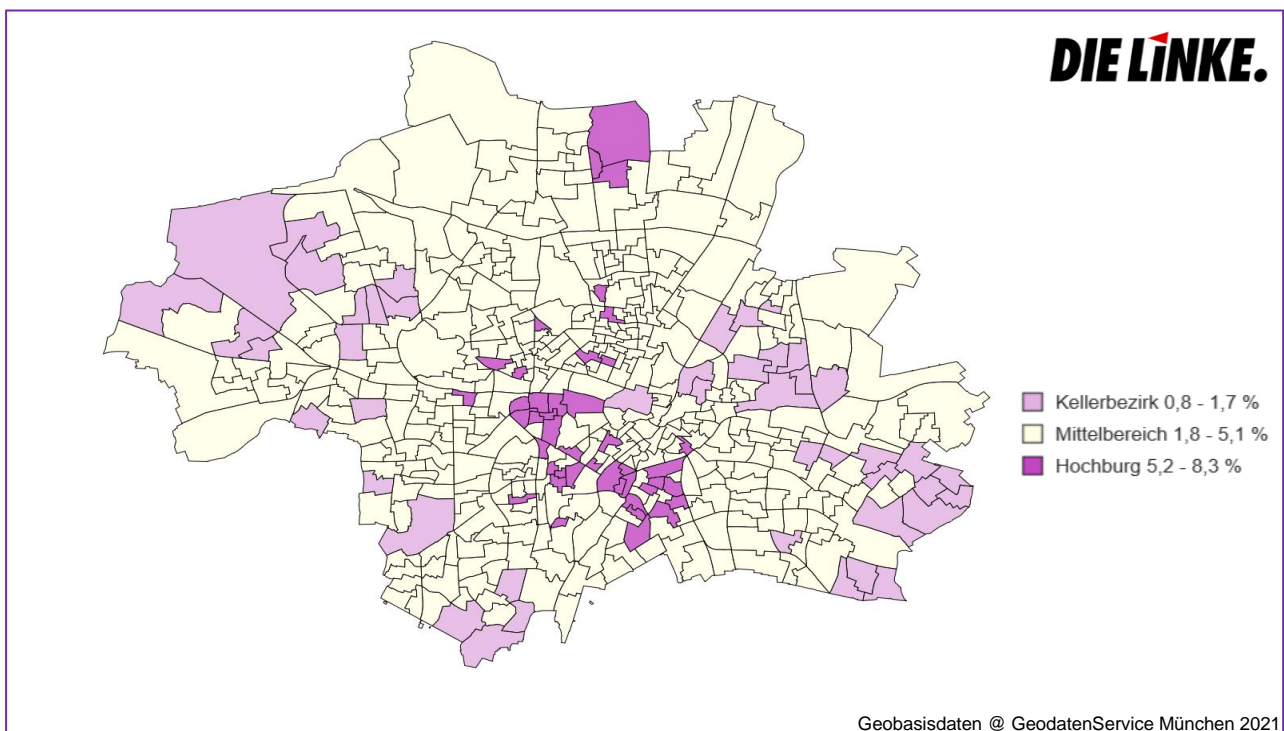 DIE LINKE.
Kellerbezirk 0,8 - 1,7 %
Mittelbereich 1,8 - 5,1 %
Hochburg 5,2 - 8,3 %
Geobasisdaten @ GeodatenService München 2021